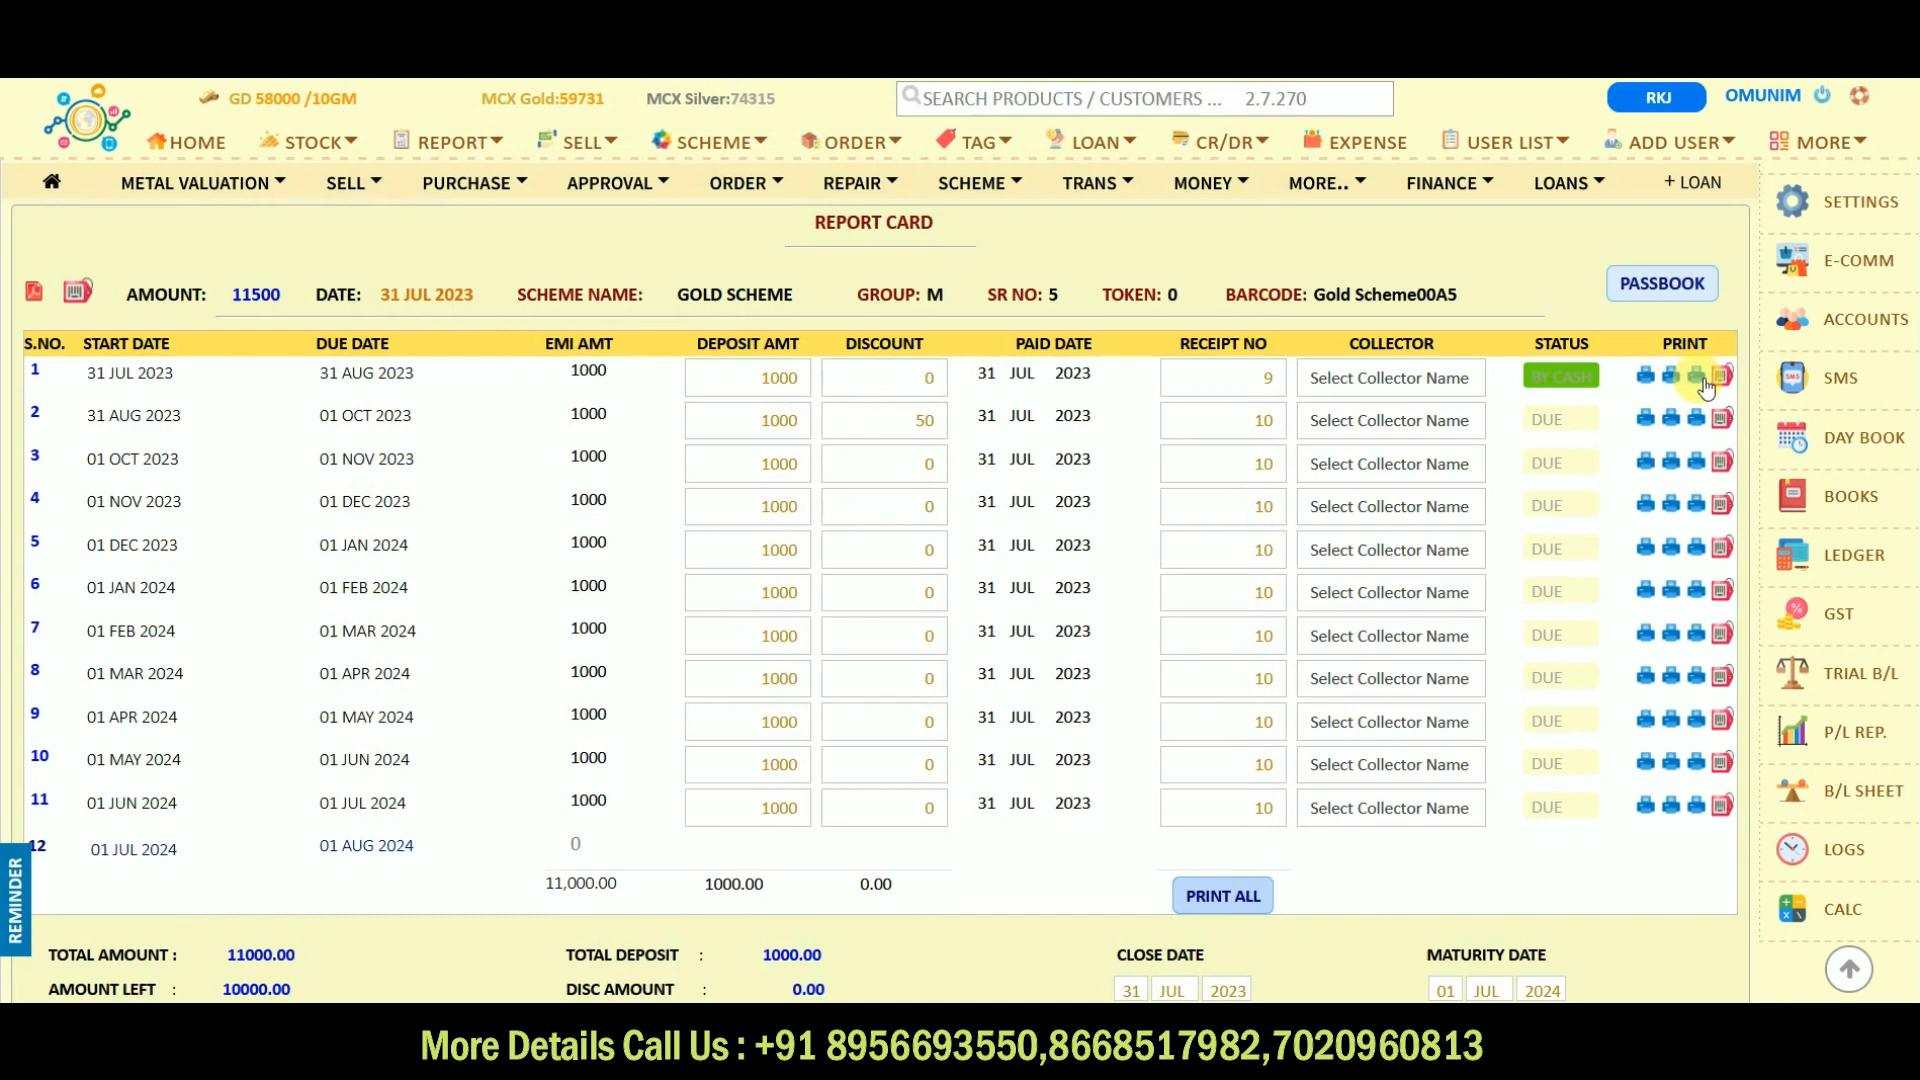 GD 58000 /10GM MCX Gold:59731 MCX Silver:74315 SEARCH PRODUCTS / CUSTOMERS ... 2.7.270 RKJ OMUNIM
HOME STOCK REPORT SELL SCHEME ORDER TAG LOAN CR/DR EXPENSE USER LIST ADD USER MORE
METAL VALUATION SELL PURCHASE APPROVAL ORDER REPAIR SCHEME TRANS MONEY MORE.. FINANCE LOANS + LOAN
REPORT CARD
AMOUNT: 11500 DATE: 31 JUL 2023 SCHEME NAME: GOLD SCHEME GROUP: M SR NO: 5 TOKEN: 0 BARCODE: Gold Scheme00A5 PASSBOOK
S.NO. START DATE DUE DATE EMI AMT DEPOSIT AMT DISCOUNT PAID DATE RECEIPT NO COLLECTOR STATUS PRINT
1 31 JUL 2023 31 AUG 2023 1000 1000 0 31 JUL 2023 9 Select Collector Name BY CASH
2 31 AUG 2023 01 OCT 2023 1000 1000 50 31 JUL 2023 10 Select Collector Name DUE
3 01 OCT 2023 01 NOV 2023 1000 1000 0 31 JUL 2023 10 Select Collector Name DUE
4 01 NOV 2023 01 DEC 2023 1000 1000 0 31 JUL 2023 10 Select Collector Name DUE
5 01 DEC 2023 01 JAN 2024 1000 1000 0 31 JUL 2023 10 Select Collector Name DUE
6 01 JAN 2024 01 FEB 2024 1000 1000 0 31 JUL 2023 10 Select Collector Name DUE
7 01 FEB 2024 01 MAR 2024 1000 1000 0 31 JUL 2023 10 Select Collector Name DUE
8 01 MAR 2024 01 APR 2024 1000 1000 0 31 JUL 2023 10 Select Collector Name DUE
9 01 APR 2024 01 MAY 2024 1000 1000 0 31 JUL 2023 10 Select Collector Name DUE
10 01 MAY 2024 01 JUN 2024 1000 1000 0 31 JUL 2023 10 Select Collector Name DUE
11 01 JUN 2024 01 JUL 2024 1000 1000 0 31 JUL 2023 10 Select Collector Name DUE
12 01 JUL 2024 01 AUG 2024 0
11,000.00 1000.00 0.00 PRINT ALL
TOTAL AMOUNT : 11000.00 TOTAL DEPOSIT : 1000.00 CLOSE DATE MATURITY DATE
AMOUNT LEFT : 10000.00 DISC AMOUNT : 0.00 31 JUL 2023 01 JUL 2024
REMINDER
SETTINGS
E-COMM
ACCOUNTS
SMS
DAY BOOK
BOOKS
LEDGER
GST
TRIAL B/L
P/L REP.
B/L SHEET
LOGS
CALC
More Details Call Us : +91 8956693550,8668517982,7020960813